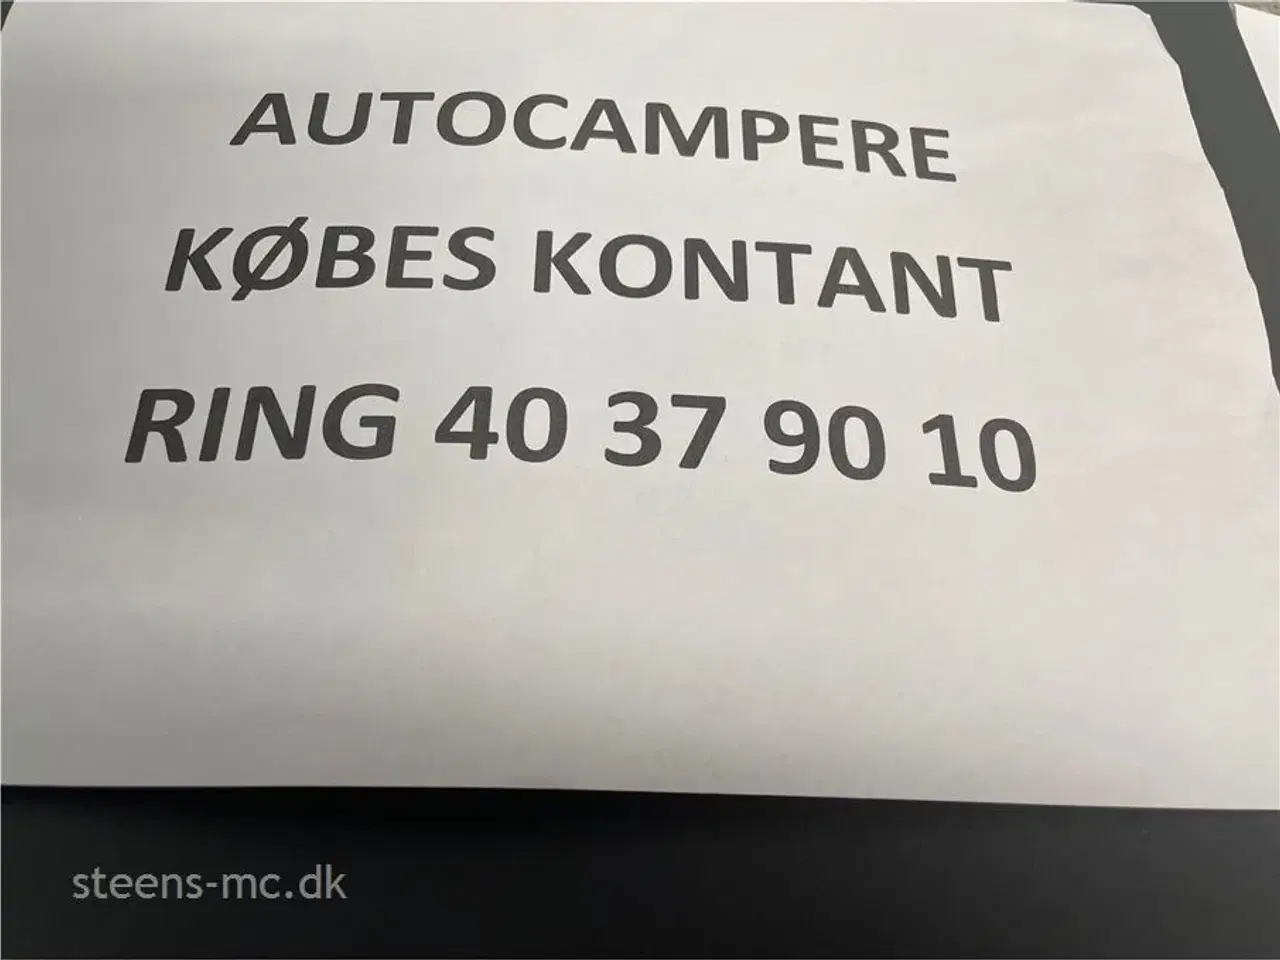 AUTOCAMPERE
KØBES KONTANT
RING 40 37 90 10
steens-mc.dk